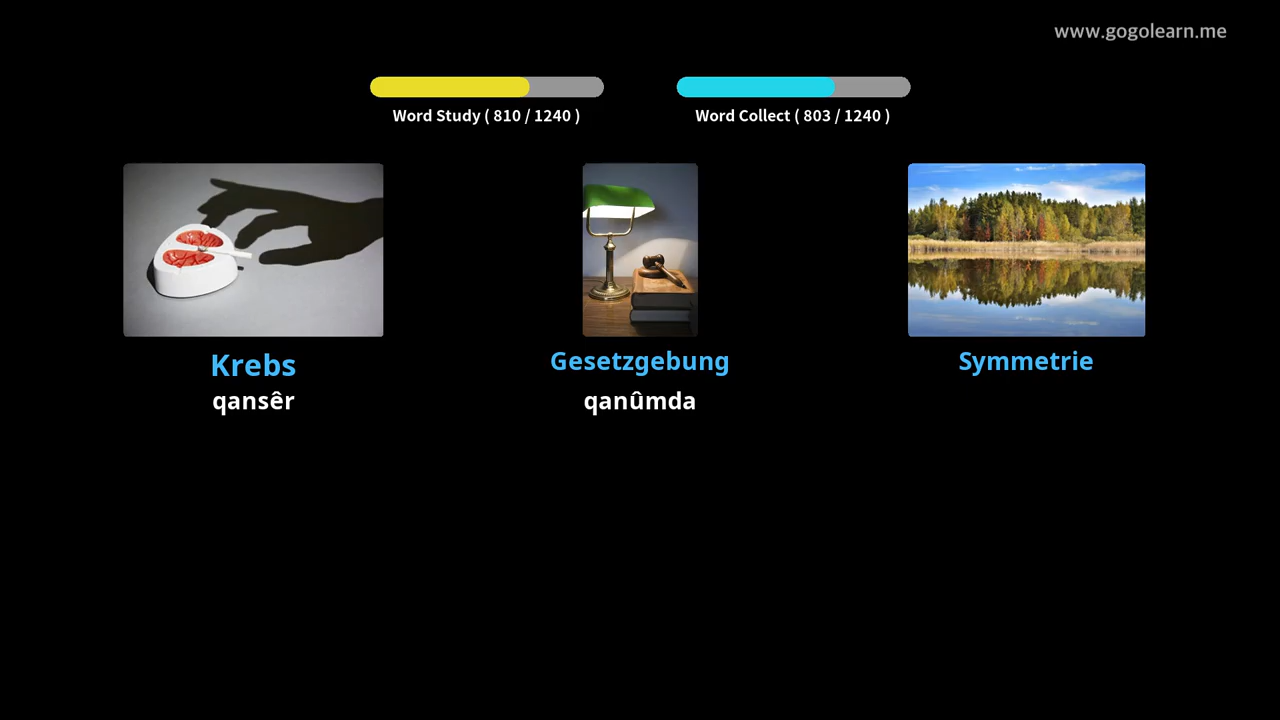 www.gogolearn.me
Word Study ( 810 / 1240 )
Word Collect ( 803 / 1240 )
Krebs
qansêr
Gesetzgebung
qanûmda
Symmetrie